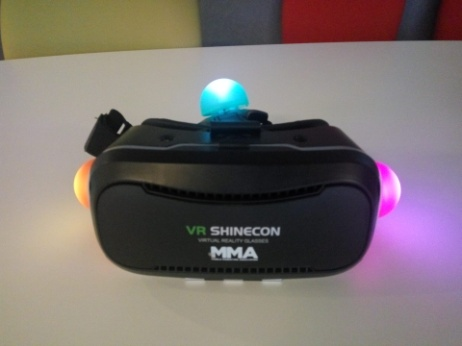 VR SHINECON
VIRTUAL REALITY GLASSES
MMA